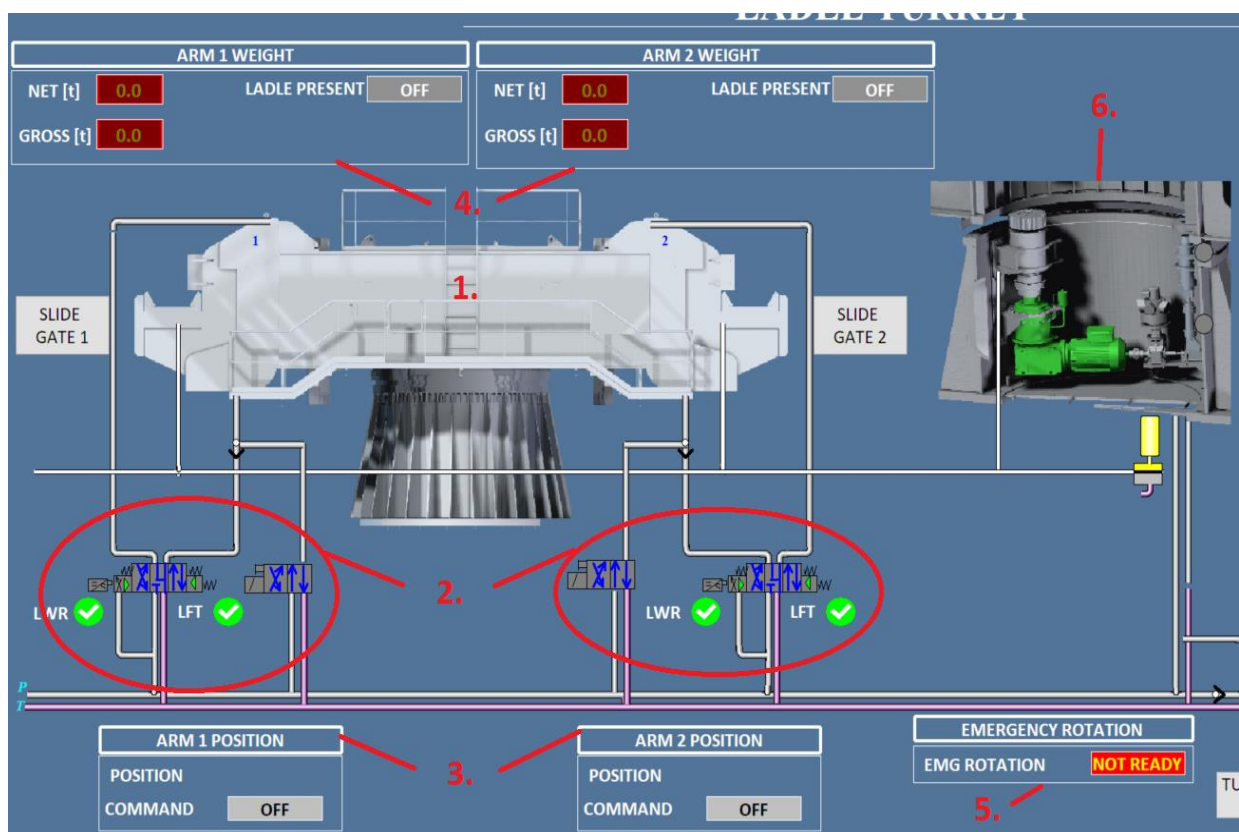 LADLE TURRET
ARM 1 WEIGHT
NET [t] 0.0 LADLE PRESENT OFF
GROSS [t] 0.0
ARM 2 WEIGHT
NET [t] 0.0 LADLE PRESENT OFF
GROSS [t] 0.0
6.
4.
1 2
1.
SLIDE
GATE 1
SLIDE
GATE 2
2.
LWR LFT
LWR LFT
P
T
ARM 1 POSITION
POSITION
COMMAND OFF
3.
ARM 2 POSITION
POSITION
COMMAND OFF
EMERGENCY ROTATION
EMG ROTATION NOT READY
5.
TU